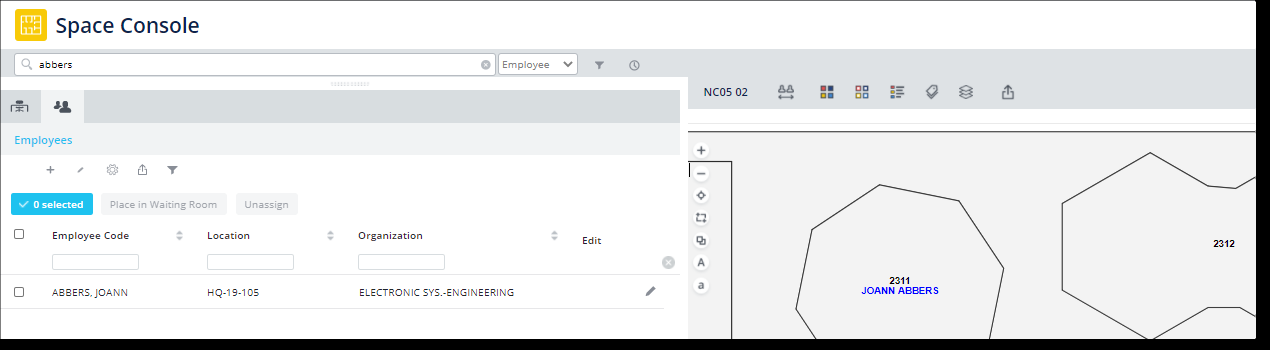 Space Console
abbers
Employee
NC05 02
Employees
0 selected
Place in Waiting Room
Unassign
Employee Code
Location
Organization
Edit
ABBERS, JOANN
HQ-19-105
ELECTRONIC SYS.-ENGINEERING
A
a
2311
JOANN ABBERS
2312